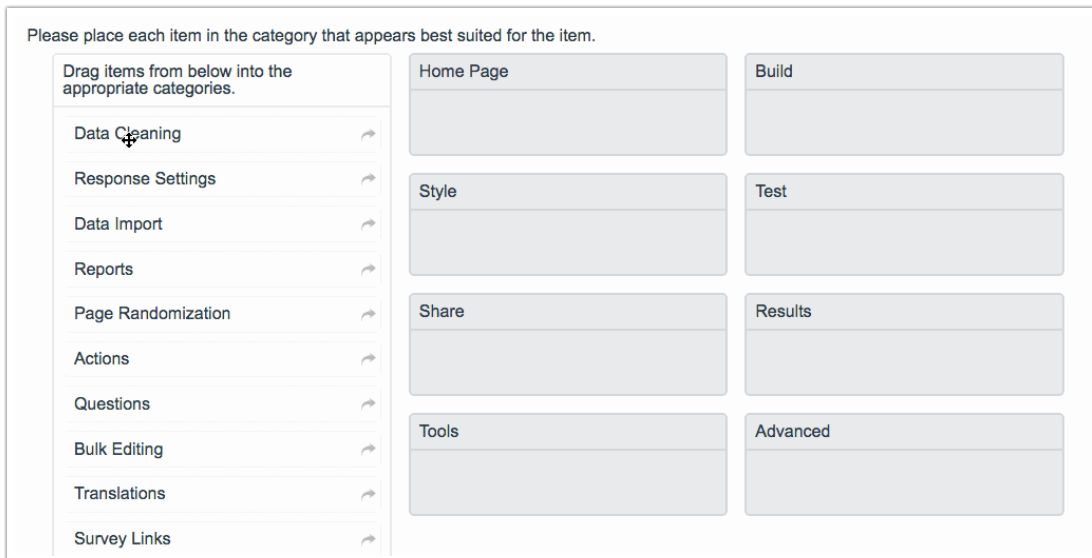 Please place each item in the category that appears best suited for the item.
Drag items from below into the
appropriate categories.
Data Cleaning
Response Settings
Data Import
Reports
Page Randomization
Actions
Questions
Bulk Editing
Translations
Survey Links
Home Page
Build
Style
Test
Share
Results
Tools
Advanced